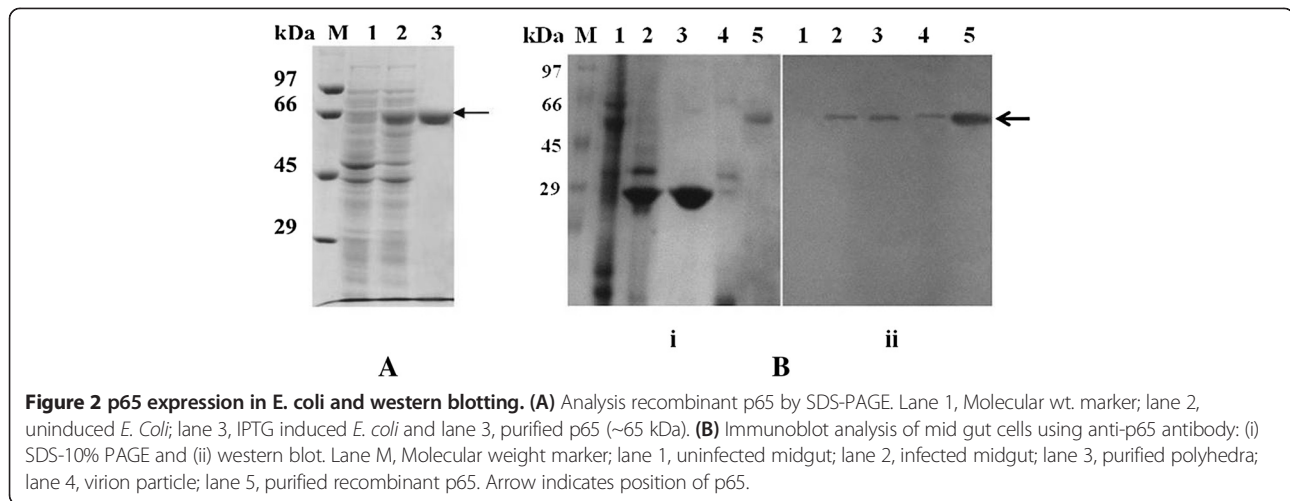 kDa M 1 2 3
97
66
45
29
A
kDa M 1 2 3 4 5 1 2 3 4 5
97
66
45
29
i ii
B
Figure 2 p65 expression in E. coli and western blotting. (A) Analysis recombinant p65 by SDS-PAGE. Lane 1, Molecular wt. marker; lane 2,
uninduced E. Coli; lane 3, IPTG induced E. coli and lane 3, purified p65 (~65 kDa). (B) Immunoblot analysis of mid gut cells using anti-p65 antibody: (i)
SDS-10% PAGE and (ii) western blot. Lane M, Molecular weight marker; lane 1, uninfected midgut; lane 2, infected midgut; lane 3, purified polyhedra;
lane 4, virion particle; lane 5, purified recombinant p65. Arrow indicates position of p65.